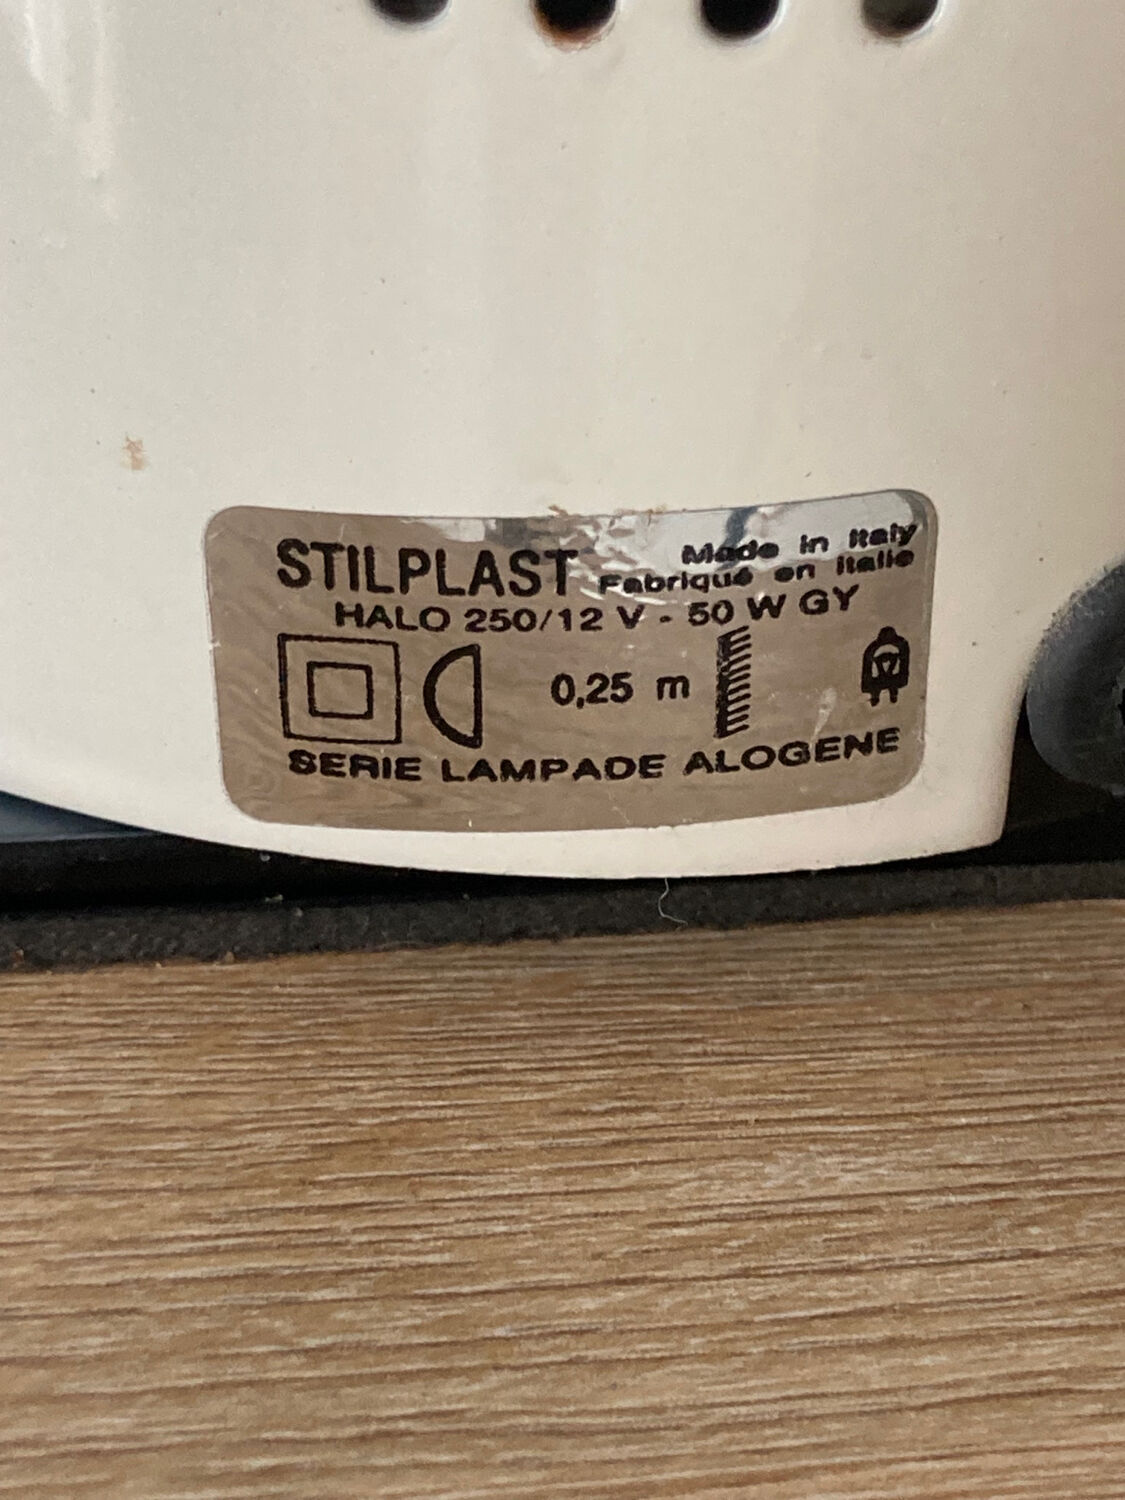 STILPLAST
Made in Italy
Fabriqué en Italie
HALO 250/12 V - 50 W GY
0,25 m
SERIE LAMPADE ALOGENE